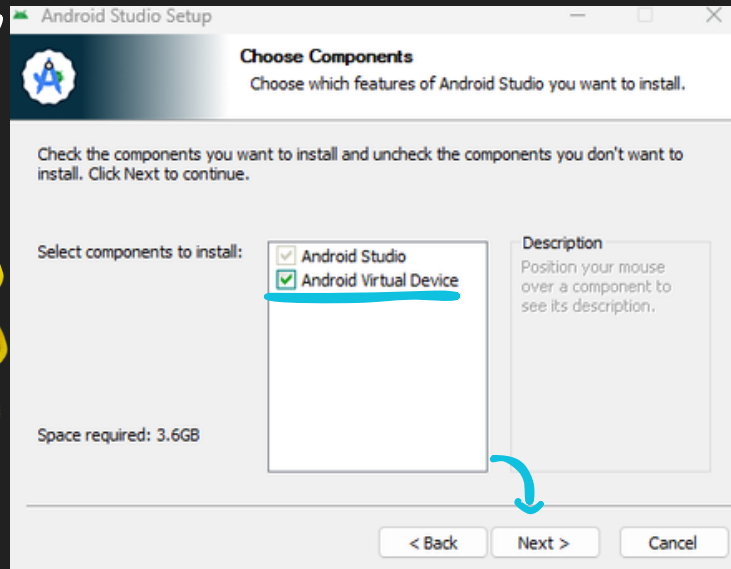 Android Studio Setup
Choose Components
Choose which features of Android Studio you want to install.
Check the components you want to install and uncheck the components you don't want to
install. Click Next to continue.
Select components to install:
Android Studio
Android Virtual Device
Description
Position your mouse
over a component to
see its description.
Space required: 3.6GB
< Back
Next >
Cancel